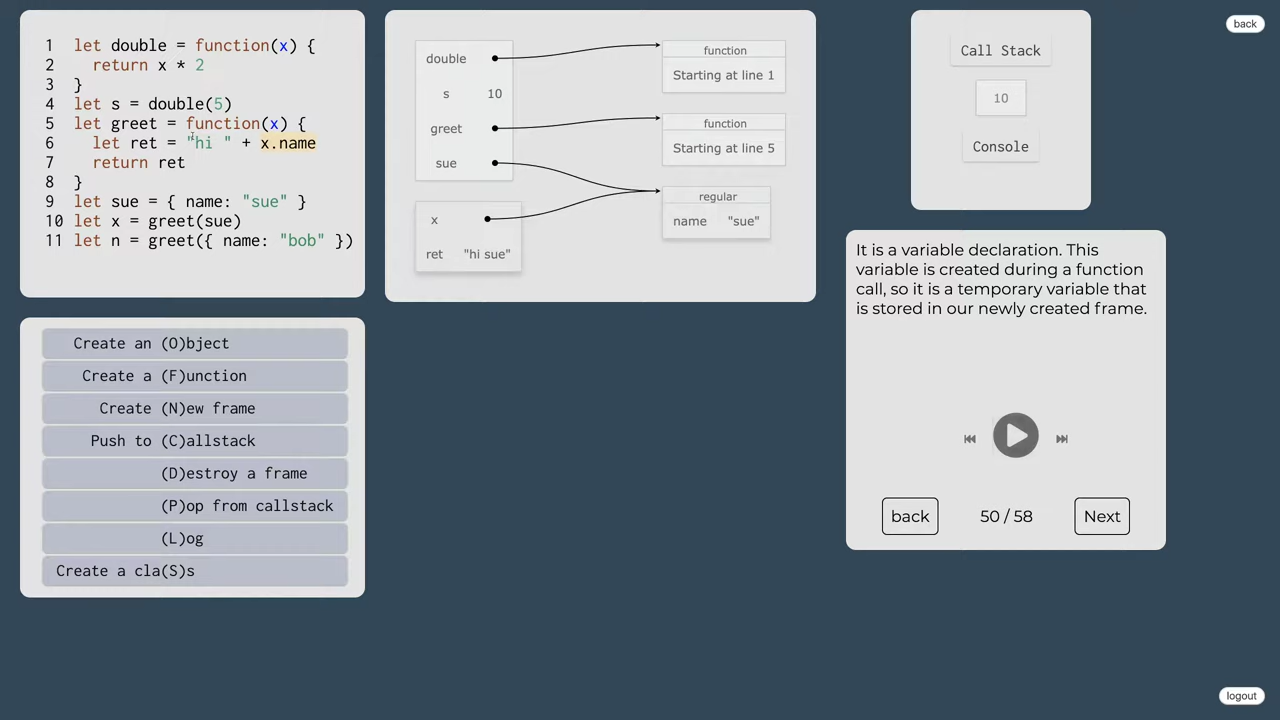 1 let double = function(x) {
2 return x * 2
3 }
4 let s = double(5)
5 let greet = function(x) {
6 let ret = "hi " + x.name
7 return ret
8 }
9 let sue = { name: "sue" }
10 let x = greet(sue)
11 let n = greet({ name: "bob" })
double
s 10
greet
sue
x
ret "hi sue"
function
Starting at line 1
function
Starting at line 5
regular
name "sue"
Call Stack
10
Console
back
It is a variable declaration. This
variable is created during a function
call, so it is a temporary variable that
is stored in our newly created frame.
back 50 / 58 Next
Create an (O)bject
Create a (F)unction
Create (N)ew frame
Push to (C)allstack
(D)estroy a frame
(P)op from callstack
(L)og
Create a cla(S)s
logout